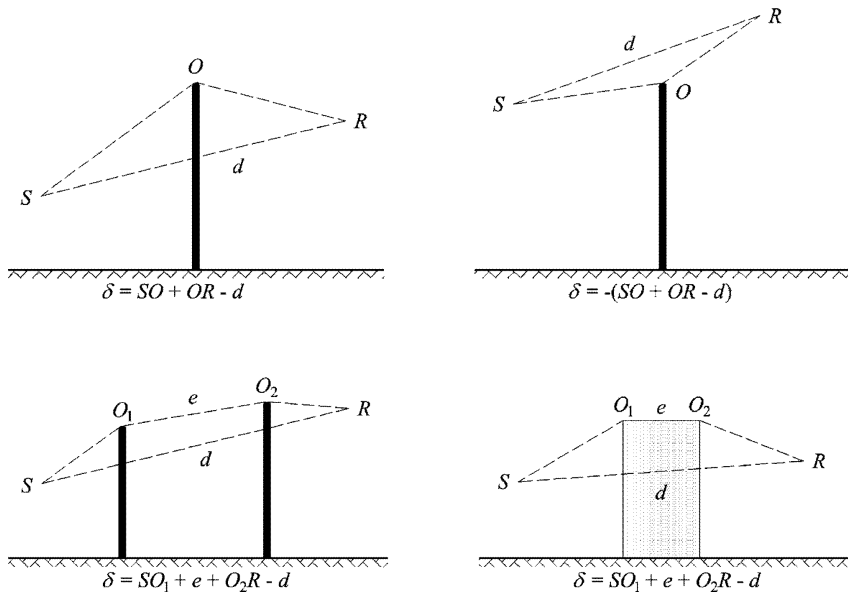 O
R
d
S
δ = SO + OR - d
R
d
S
O
δ = -(SO + OR - d)
O2
e
O1
R
d
S
δ = SO1 + e + O2R - d
O1 e O2
R
S
d
δ = SO1 + e + O2R - d